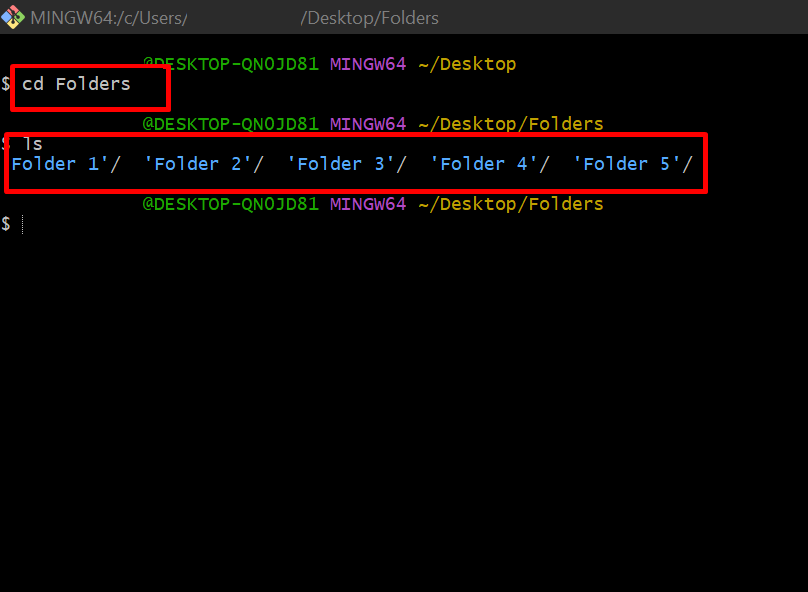 MINGW64:/c/Users/ /Desktop/Folders
@DESKTOP-QN0JD81 MINGW64 ~/Desktop
$ cd Folders
@DESKTOP-QN0JD81 MINGW64 ~/Desktop/Folders
$ ls
Folder 1'/ 'Folder 2'/ 'Folder 3'/ 'Folder 4'/ 'Folder 5'/
@DESKTOP-QN0JD81 MINGW64 ~/Desktop/Folders
$